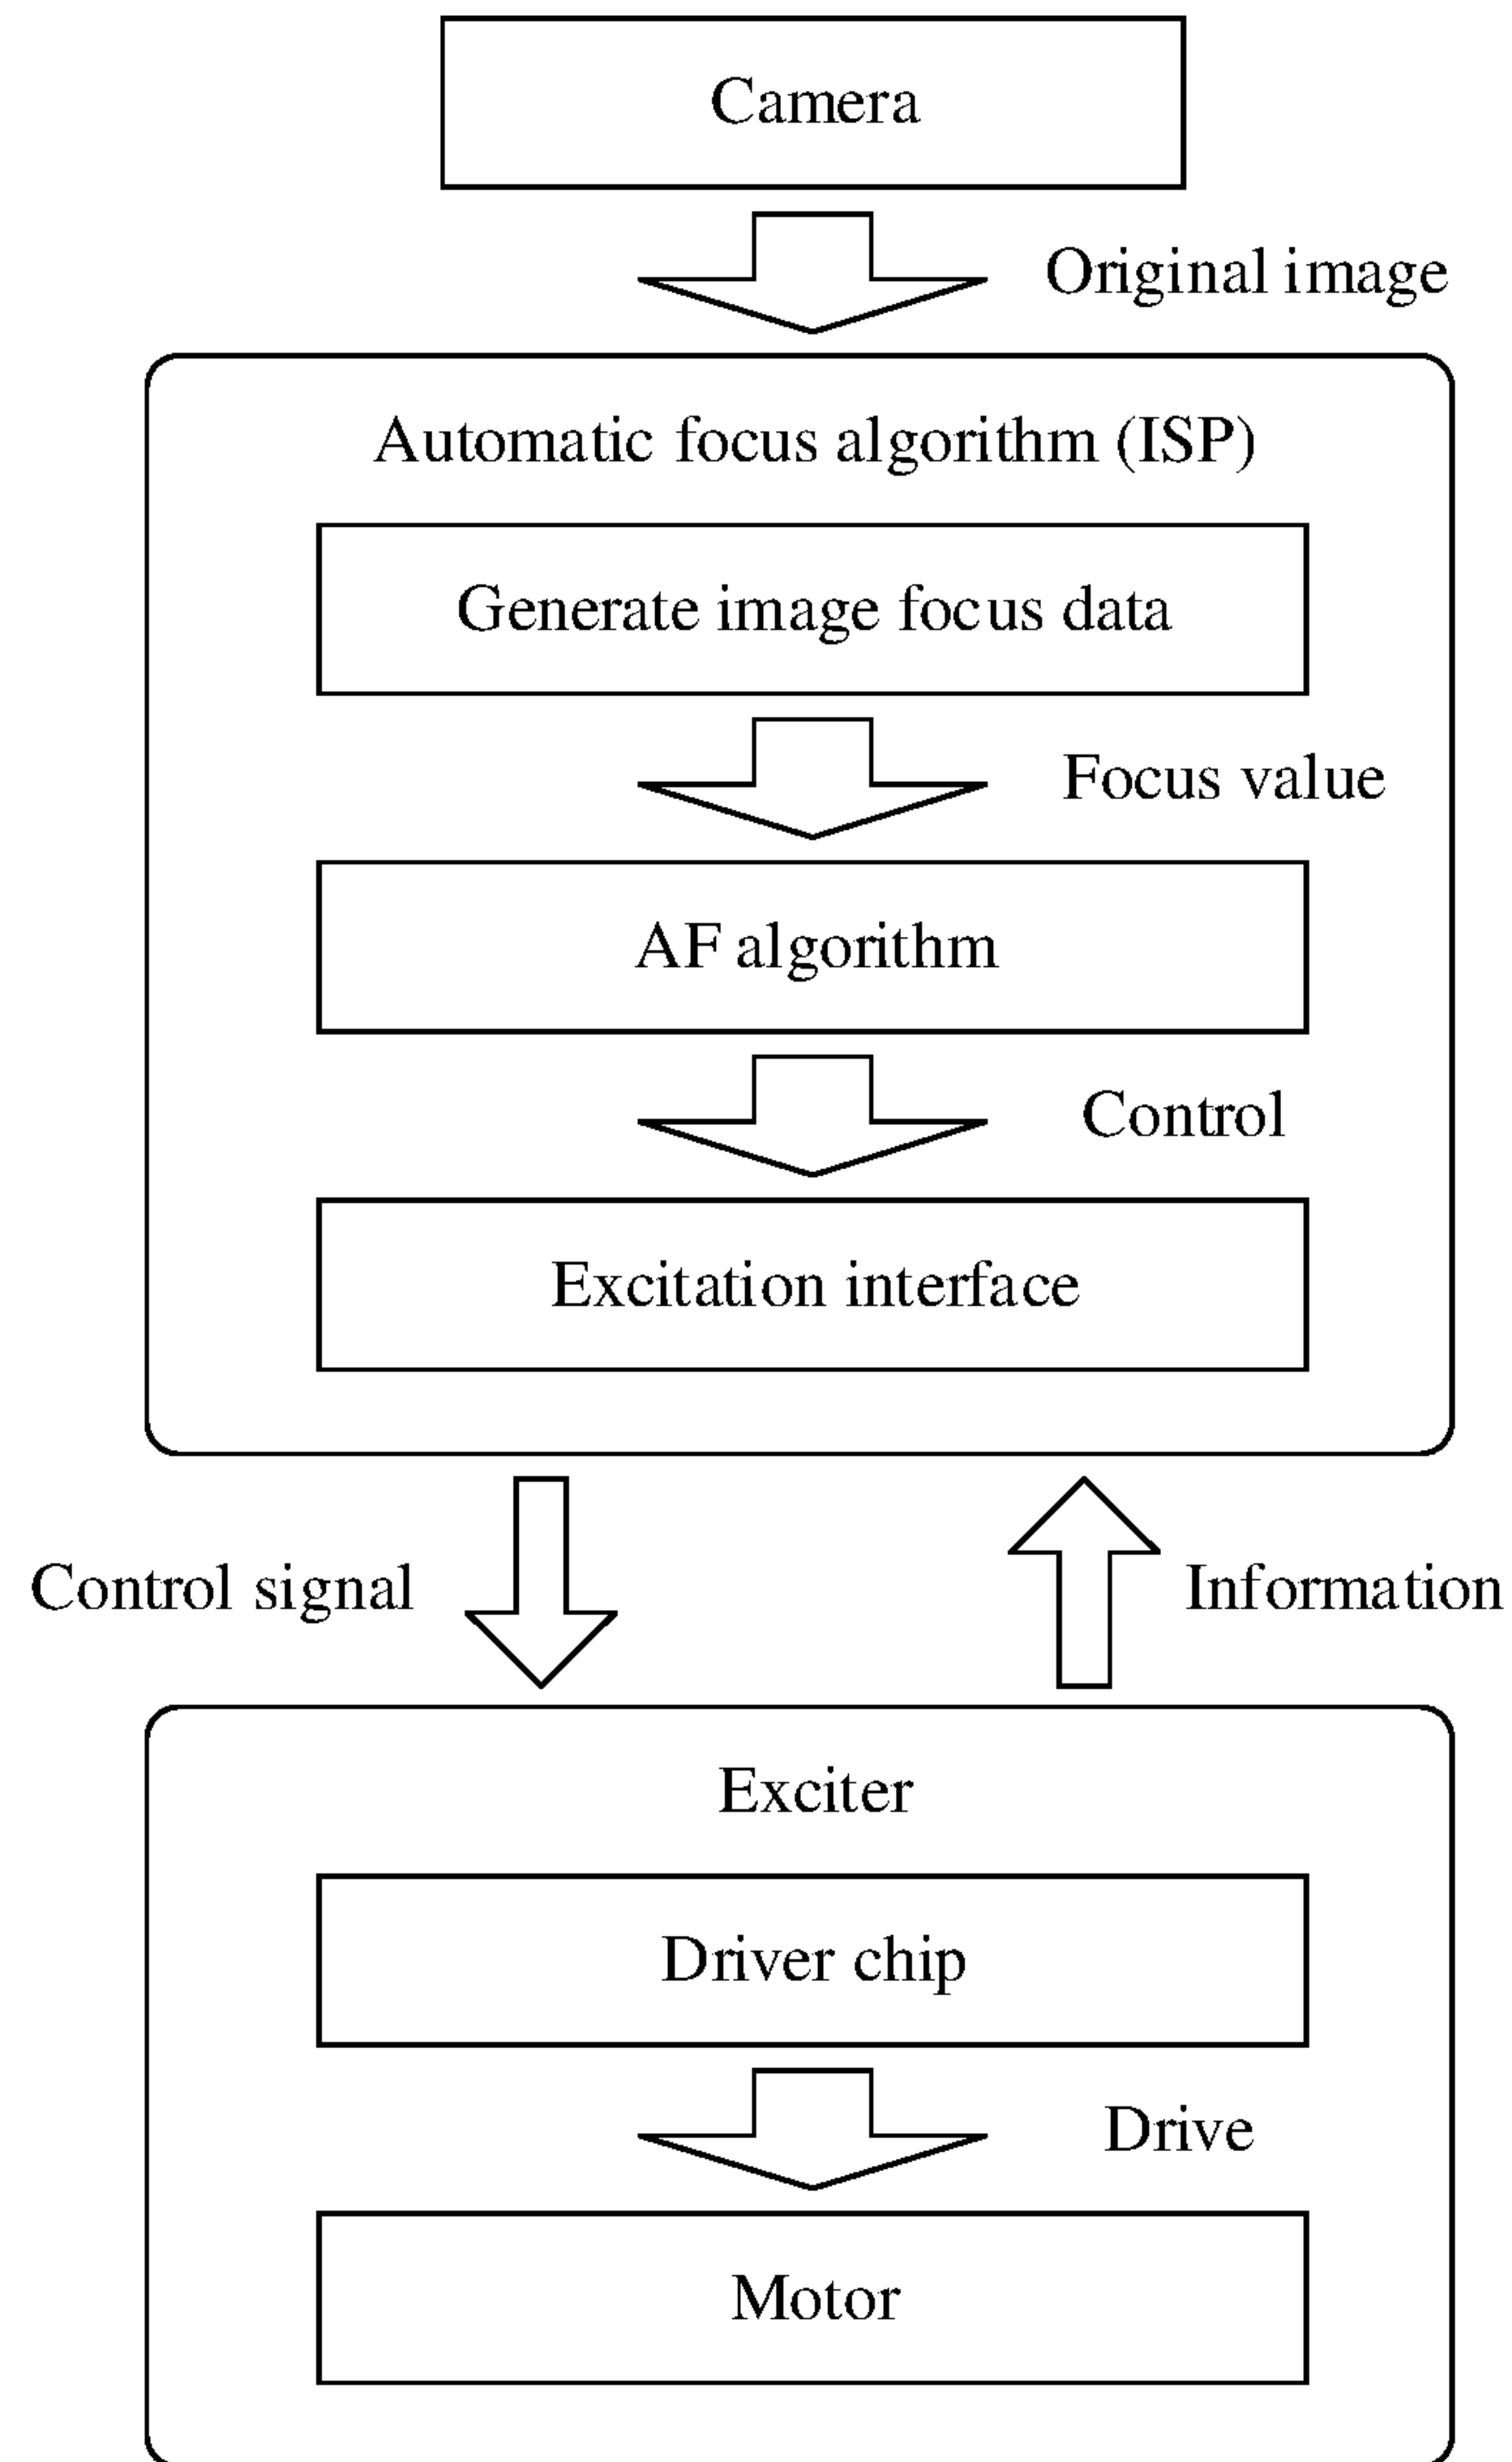 Camera
Original image
Automatic focus algorithm (ISP)
Generate image focus data
Focus value
AF algorithm
Control
Excitation interface
Control signal
Information
Exciter
Driver chip
Drive
Motor